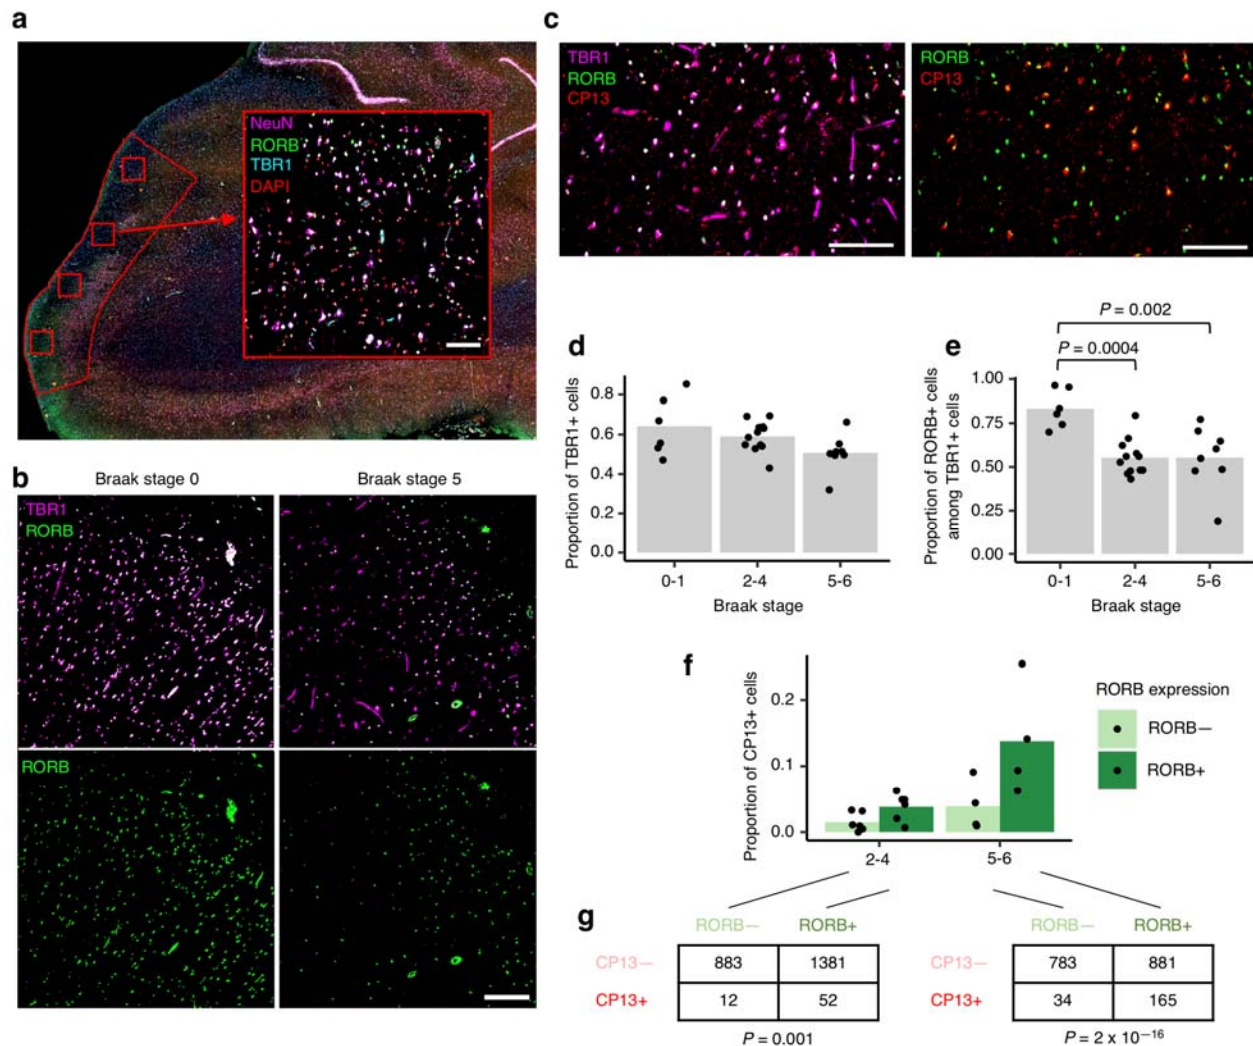 a
NeuN
RORB
TBR1
DAPI
b
Braak stage 0
Braak stage 5
TBR1
RORB
RORB
c
TBR1
RORB
CP13
RORB
CP13
d
Proportion of TBR1+ cells
0.8
0.6
0.4
0.2
0.0
0-1
2-4
5-6
Braak stage
e
P = 0.002
P = 0.0004
Proportion of RORB+ cells
among TBR1+ cells
1.00
0.75
0.50
0.25
0.00
0-1
2-4
5-6
Braak stage
f
Proportion of CP13+ cells
0.2
0.1
0.0
2-4
5-6
RORB expression
RORB—
RORB+
g
RORB— RORB+
CP13— 883 1381
CP13+ 12 52
P = 0.001
RORB— RORB+
CP13— 783 881
CP13+ 34 165
P = 2 x 10⁻¹⁶